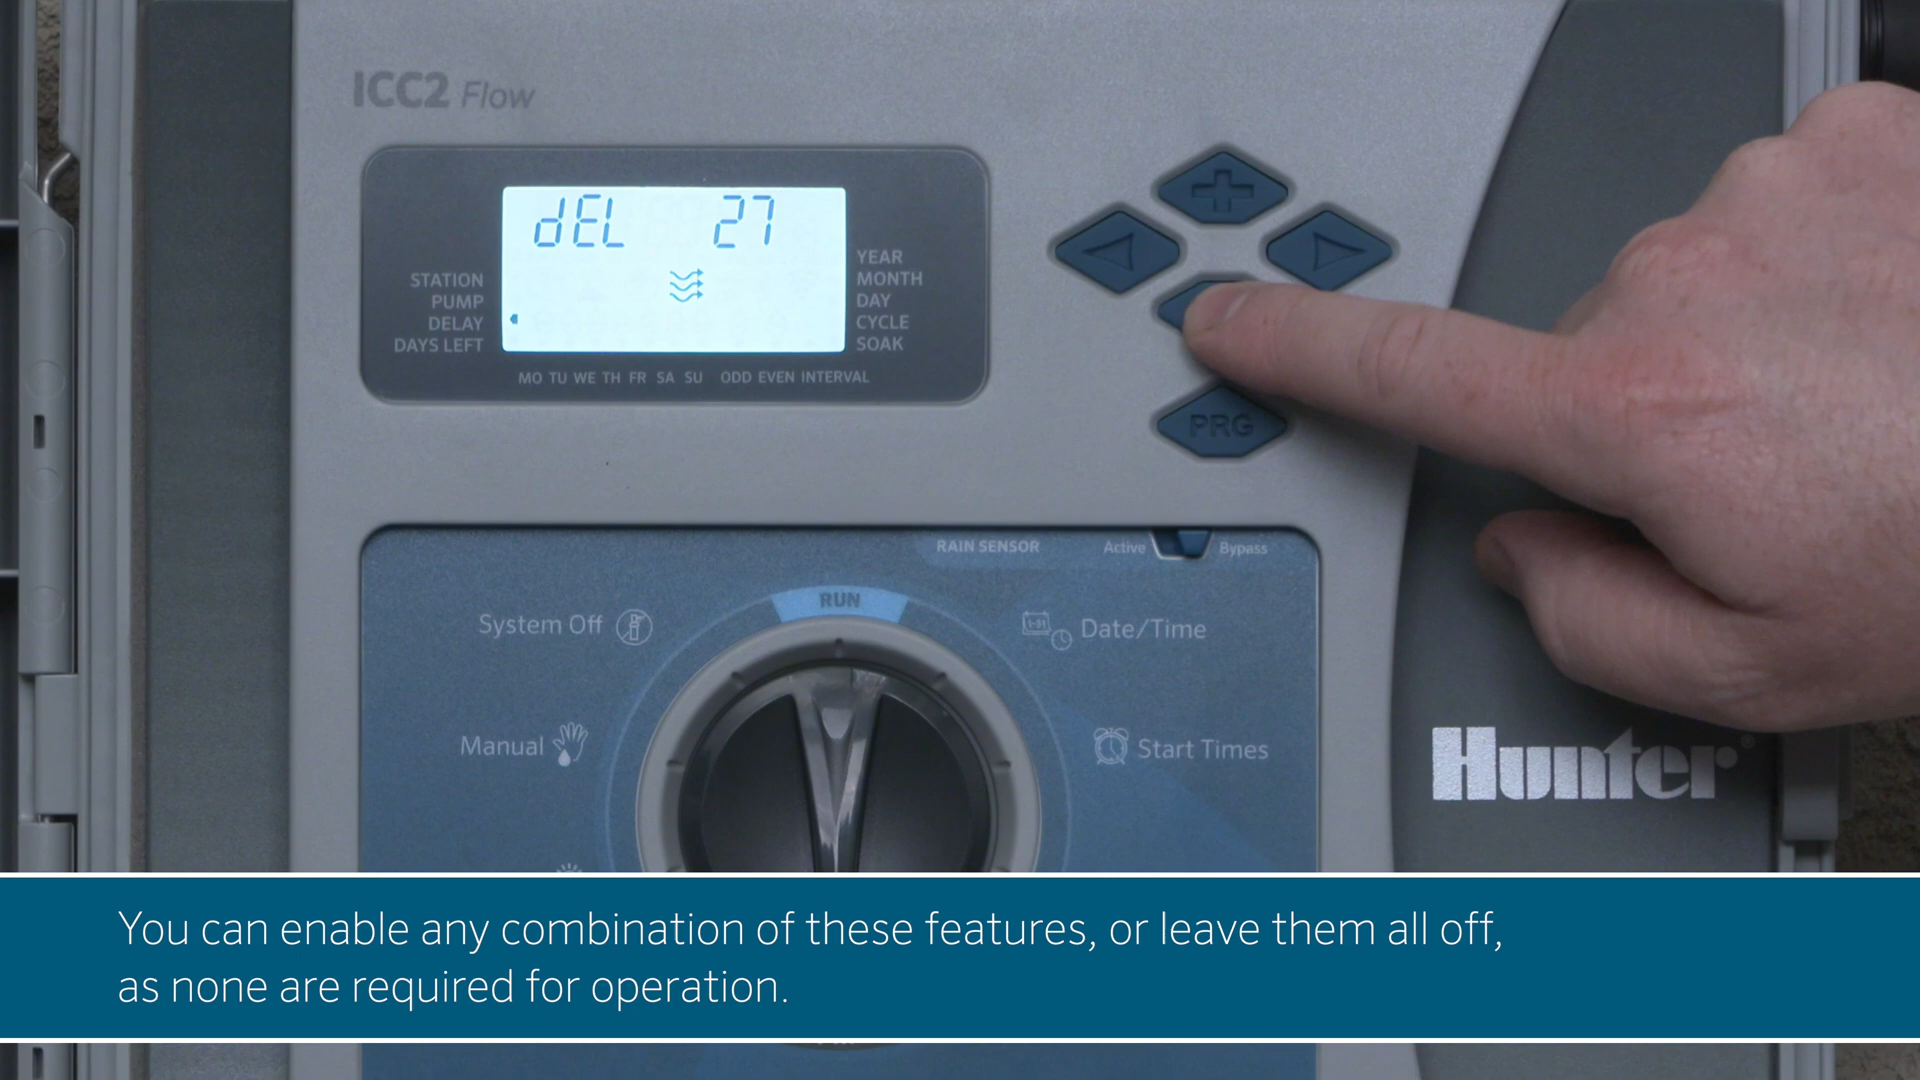 ICC2 Flow
dEL 27
STATION
PUMP
DELAY
DAYS LEFT
YEAR
MONTH
DAY
CYCLE
SOAK
MO TU WE TH FR SA SU ODD EVEN INTERVAL
PRG
RAIN SENSOR Active Bypass
RUN
System Off
1-31
Date/Time
Manual
Start Times
Hunter
You can enable any combination of these features, or leave them all off,
as none are required for operation.